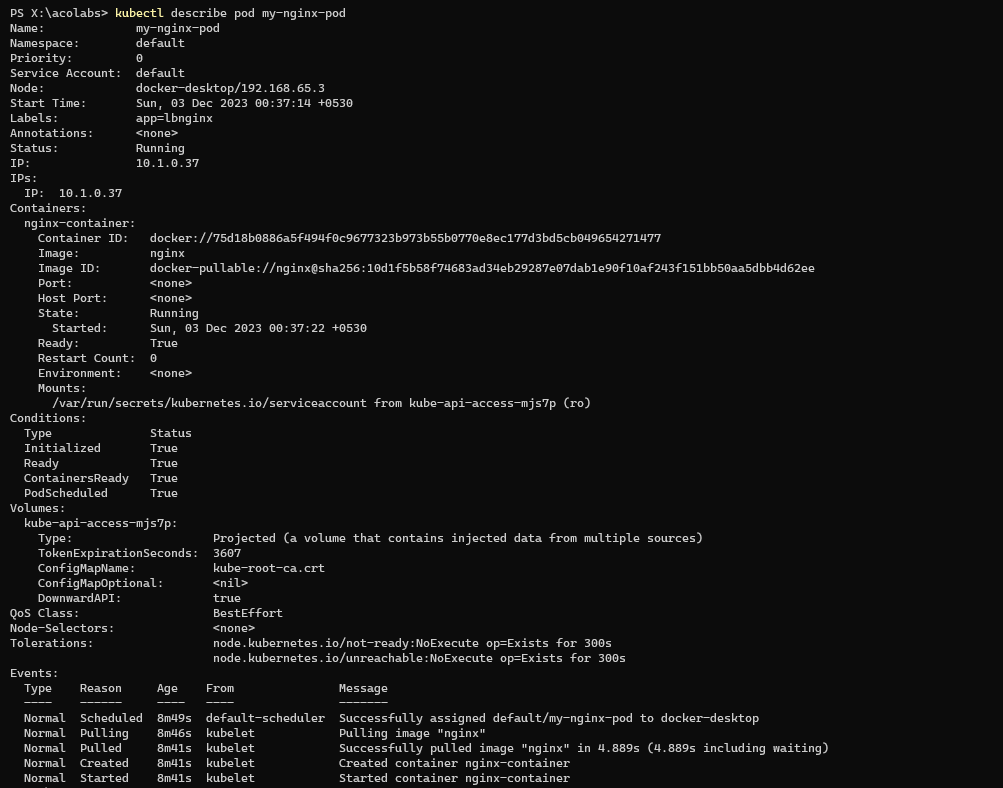 PS X:\acolabs> kubectl describe pod my-nginx-pod
Name:             my-nginx-pod
Namespace:        default
Priority:         0
Service Account:  default
Node:             docker-desktop/192.168.65.3
Start Time:       Sun, 03 Dec 2023 00:37:14 +0530
Labels:           app=lbnginx
Annotations:      <none>
Status:           Running
IP:               10.1.0.37
IPs:
  IP:  10.1.0.37
Containers:
  nginx-container:
    Container ID:   docker://75d18b0886a5f494f0c9677323b973b55b0770e8ec177d3bd5cb049654271477
    Image:          nginx
    Image ID:       docker-pullable://nginx@sha256:10d1f5b58f74683ad34eb29287e07dab1e90f10af243f151bb50aa5dbb4d62ee
    Port:           <none>
    Host Port:      <none>
    State:          Running
      Started:      Sun, 03 Dec 2023 00:37:22 +0530
    Ready:          True
    Restart Count:  0
    Environment:    <none>
    Mounts:
      /var/run/secrets/kubernetes.io/serviceaccount from kube-api-access-mjs7p (ro)
Conditions:
  Type              Status
  Initialized       True
  Ready             True
  ContainersReady   True
  PodScheduled      True
Volumes:
  kube-api-access-mjs7p:
    Type:                    Projected (a volume that contains injected data from multiple sources)
    TokenExpirationSeconds:  3607
    ConfigMapName:           kube-root-ca.crt
    ConfigMapOptional:       <nil>
    DownwardAPI:             true
QoS Class:                   BestEffort
Node-Selectors:              <none>
Tolerations:                 node.kubernetes.io/not-ready:NoExecute op=Exists for 300s
                             node.kubernetes.io/unreachable:NoExecute op=Exists for 300s
Events:
  Type    Reason     Age    From               Message
  ----    ------     ----   ----               -------
  Normal  Scheduled  8m49s  default-scheduler  Successfully assigned default/my-nginx-pod to docker-desktop
  Normal  Pulling    8m46s  kubelet            Pulling image "nginx"
  Normal  Pulled     8m41s  kubelet            Successfully pulled image "nginx" in 4.889s (4.889s including waiting)
  Normal  Created    8m41s  kubelet            Created container nginx-container
  Normal  Started    8m41s  kubelet            Started container nginx-container